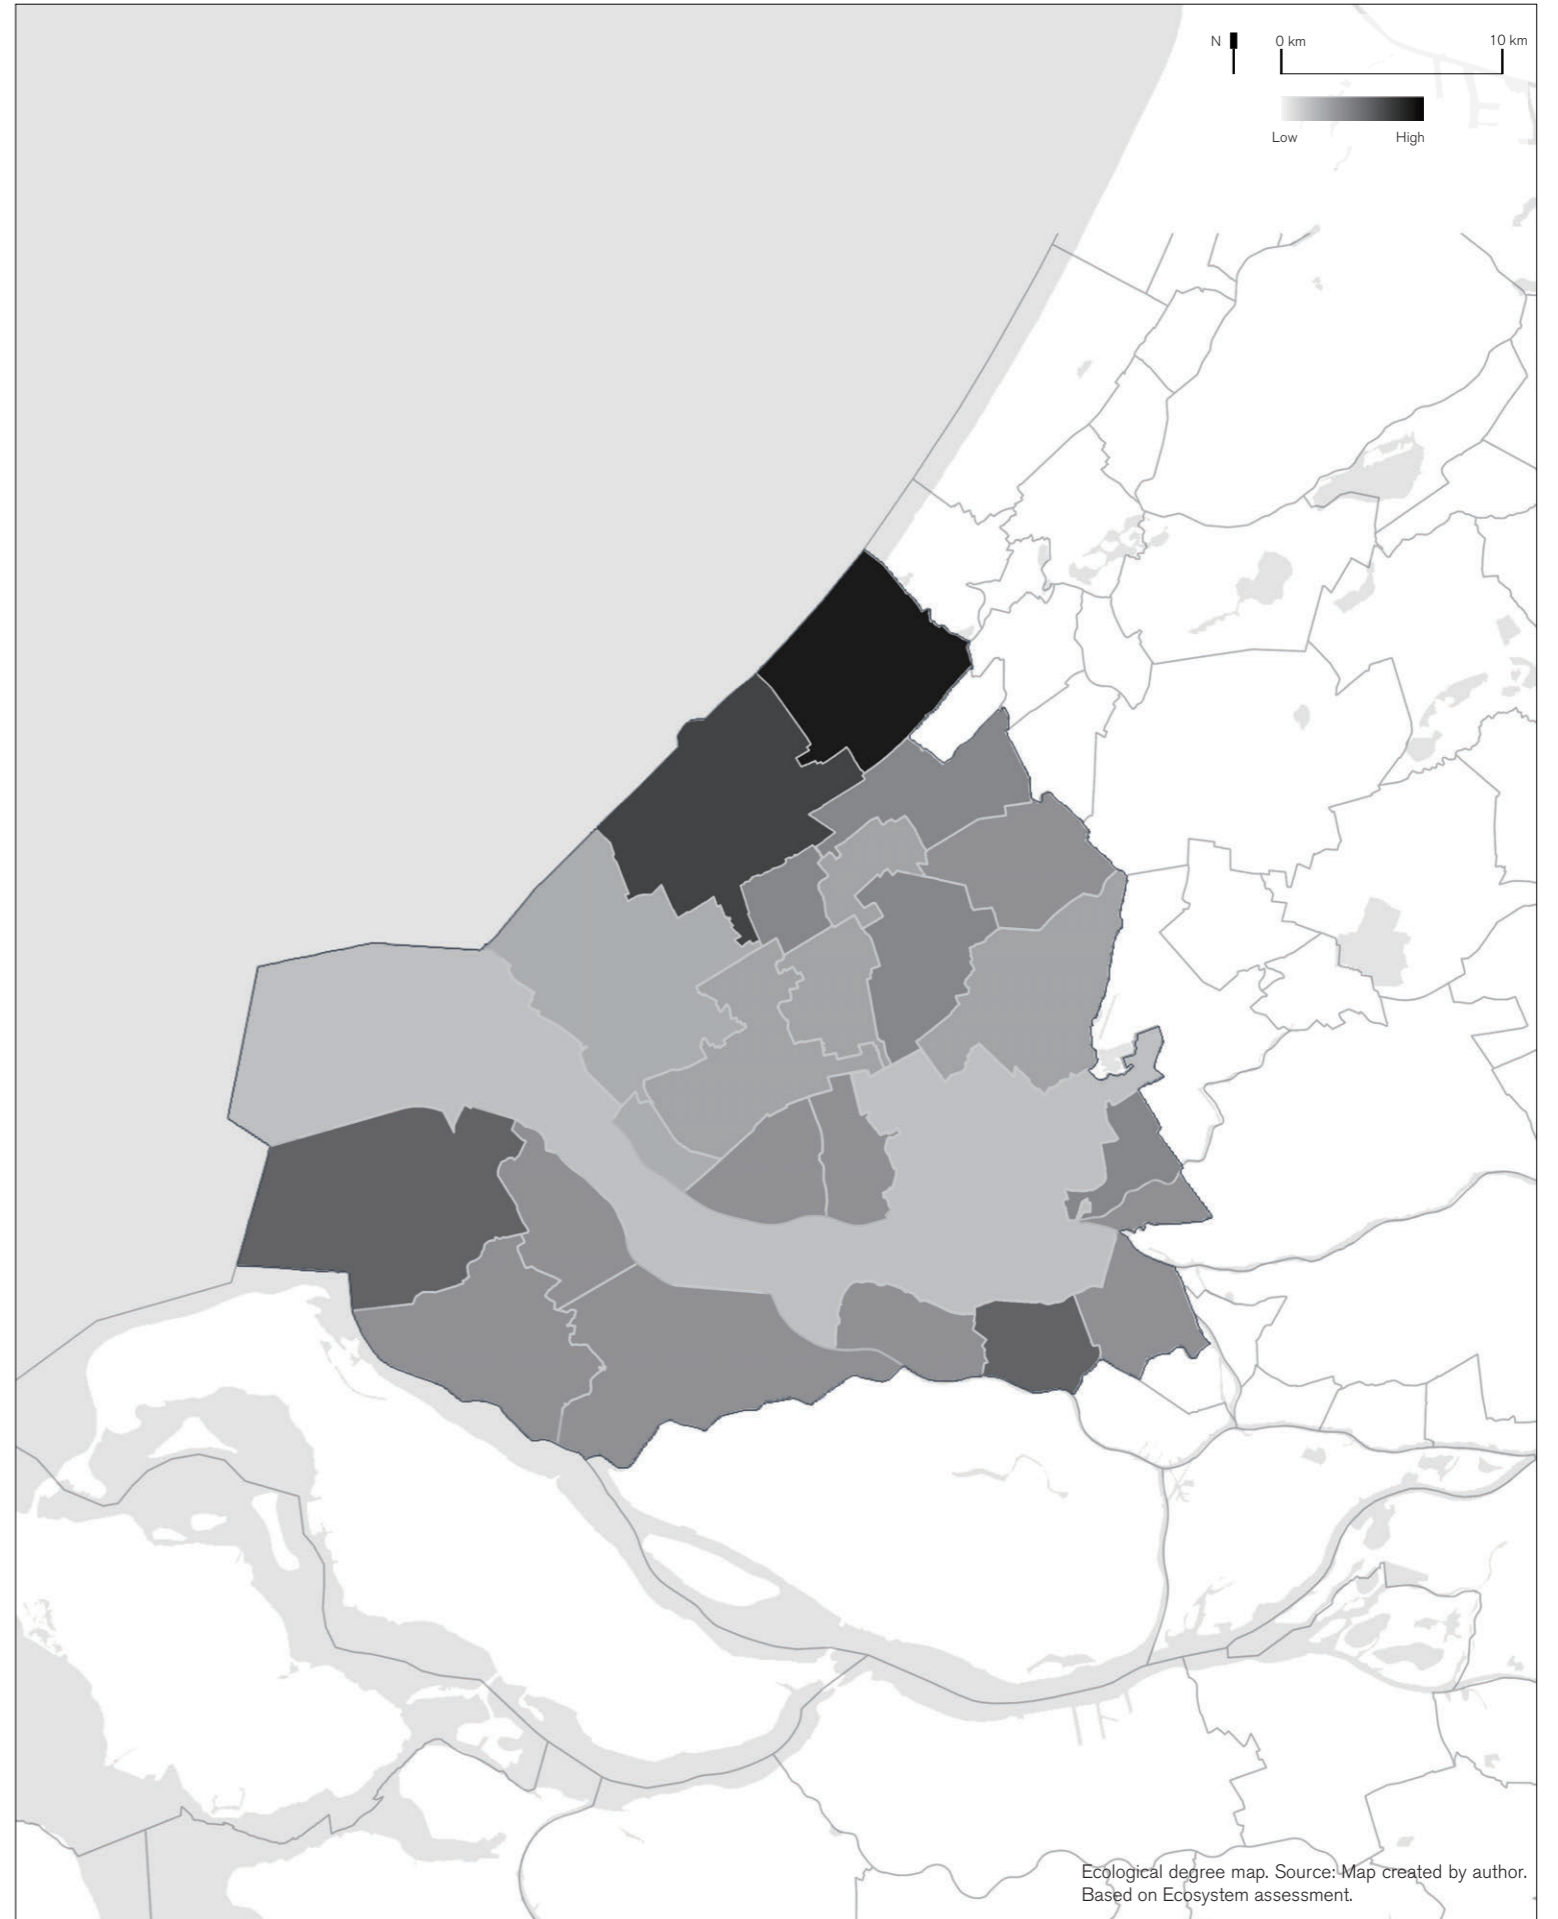 N 0 km 10 km
Low High
Ecological degree map. Source: Map created by author.
Based on Ecosystem assessment.